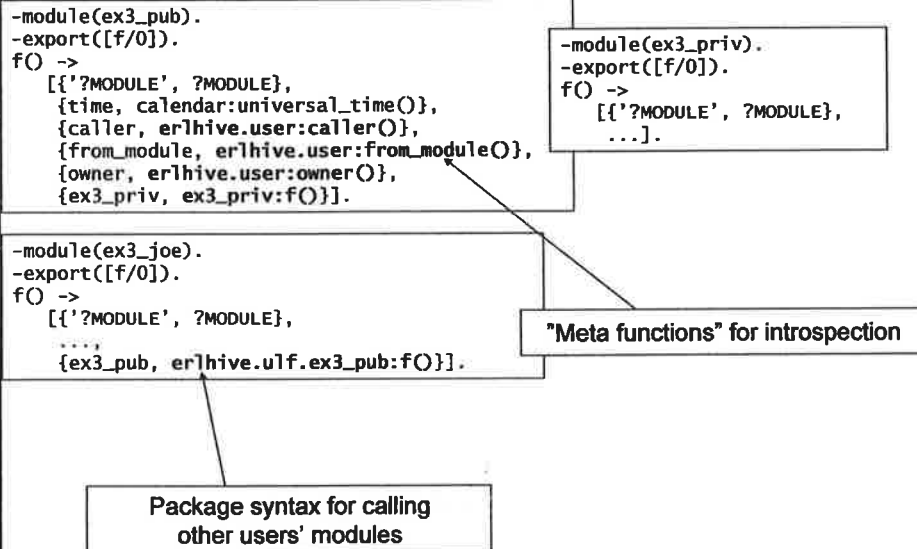 -module(ex3_pub).
-export([f/0]).
f() ->
[{'?MODULE', ?MODULE},
{time, calendar:universal_time()},
{caller, erlhive.user:caller()},
{from_module, erlhive.user:from_module()},
{owner, erlhive.user:owner()},
{ex3_priv, ex3_priv:f()}].
-module(ex3_priv).
-export([f/0]).
f() ->
[{'?MODULE', ?MODULE},
...].
-module(ex3_joe).
-export([f/0]).
f() ->
[{'?MODULE', ?MODULE},
...,
{ex3_pub, erlhive.ulf.ex3_pub:f()}].
"Meta functions" for introspection
Package syntax for calling
other users' modules